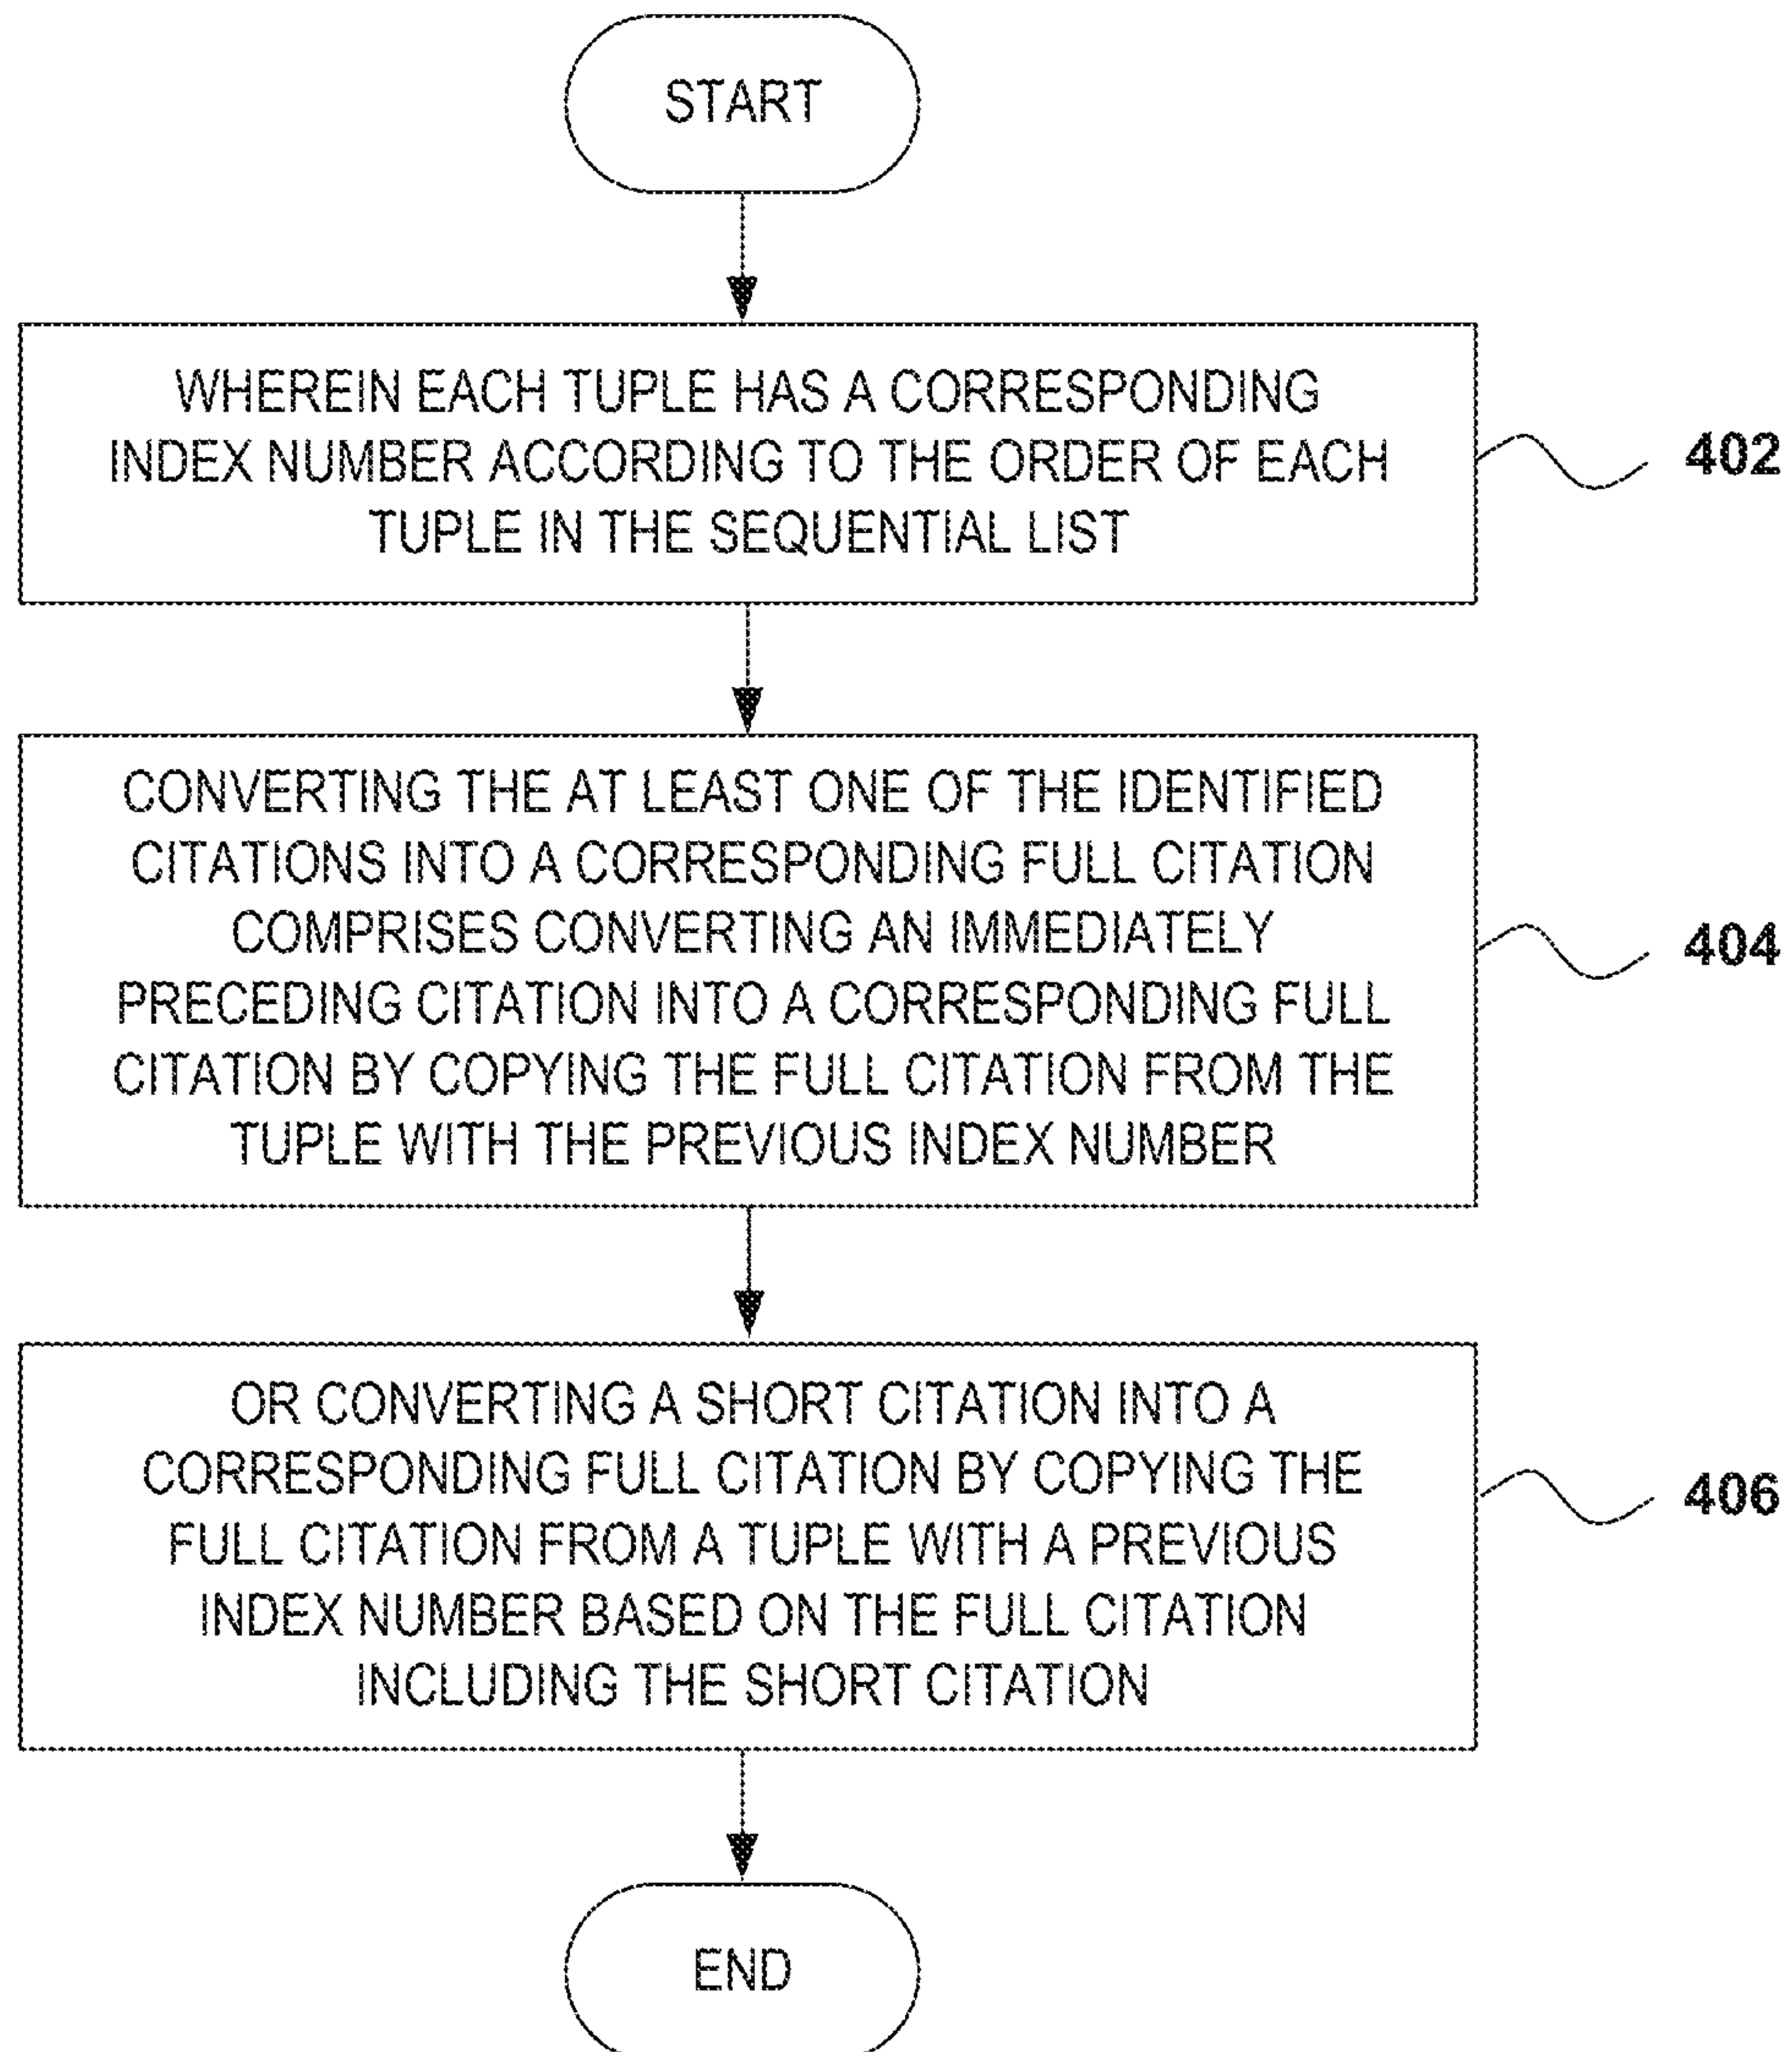 START
WHEREIN EACH TUPLE HAS A CORRESPONDING
INDEX NUMBER ACCORDING TO THE ORDER OF EACH
TUPLE IN THE SEQUENTIAL LIST
402
CONVERTING THE AT LEAST ONE OF THE IDENTIFIED
CITATIONS INTO A CORRESPONDING FULL CITATION
COMPRISES CONVERTING AN IMMEDIATELY
PRECEDING CITATION INTO A CORRESPONDING FULL
CITATION BY COPYING THE FULL CITATION FROM THE
TUPLE WITH THE PREVIOUS INDEX NUMBER
404
OR CONVERTING A SHORT CITATION INTO A
CORRESPONDING FULL CITATION BY COPYING THE
FULL CITATION FROM A TUPLE WITH A PREVIOUS
INDEX NUMBER BASED ON THE FULL CITATION
INCLUDING THE SHORT CITATION
406
END